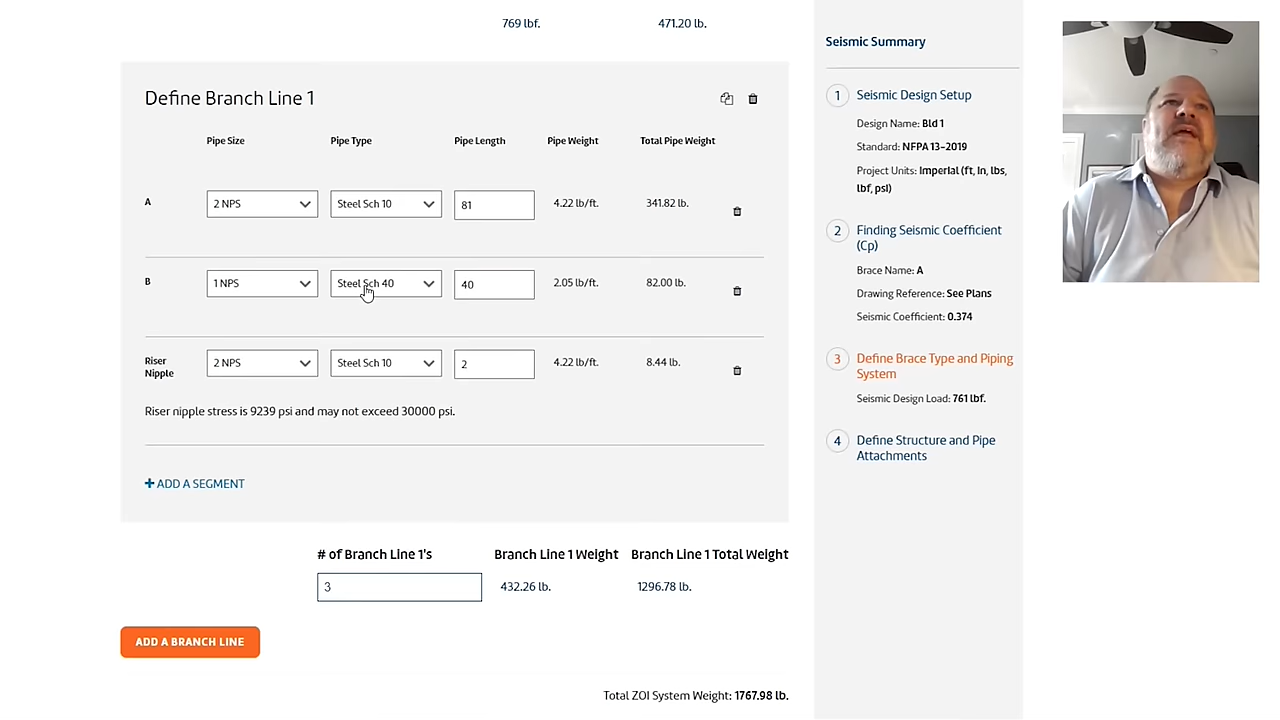 769 lbf.    471.20 lb.
Define Branch Line 1
Pipe Size    Pipe Type    Pipe Length    Pipe Weight    Total Pipe Weight
A    2 NPS    Steel Sch 10    81    4.22 lb/ft.    341.82 lb.
B    1 NPS    Steel Sch 40    40    2.05 lb/ft.    82.00 lb.
Riser
Nipple    2 NPS    Steel Sch 10    2    4.22 lb/ft.    8.44 lb.
Riser nipple stress is 9239 psi and may not exceed 30000 psi.
+ ADD A SEGMENT
# of Branch Line 1's    Branch Line 1 Weight    Branch Line 1 Total Weight
3    432.26 lb.    1296.78 lb.
ADD A BRANCH LINE
Total ZOI System Weight: 1767.98 lb.
Seismic Summary
1    Seismic Design Setup
Design Name: Bld 1
Standard: NFPA 13-2019
Project Units: Imperial (ft, in, lbs,
lbf, psi)
2    Finding Seismic Coefficient
(Cp)
Brace Name: A
Drawing Reference: See Plans
Seismic Coefficient: 0.374
3    Define Brace Type and Piping
System
Seismic Design Load: 761 lbf.
4    Define Structure and Pipe
Attachments